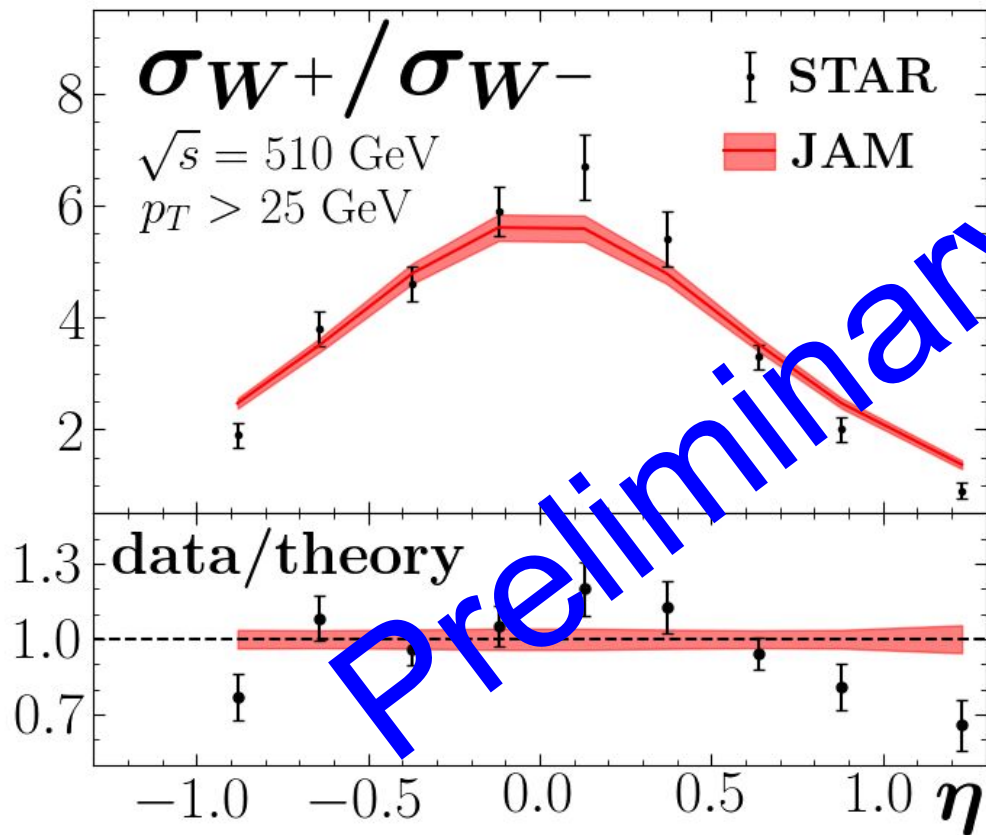 σW+/σW−
√s = 510 GeV
pT > 25 GeV
STAR
JAM
8
6
4
2
data/theory
1.3
1.0
0.7
−1.0
−0.5
0.0
0.5
1.0
η
Preliminary